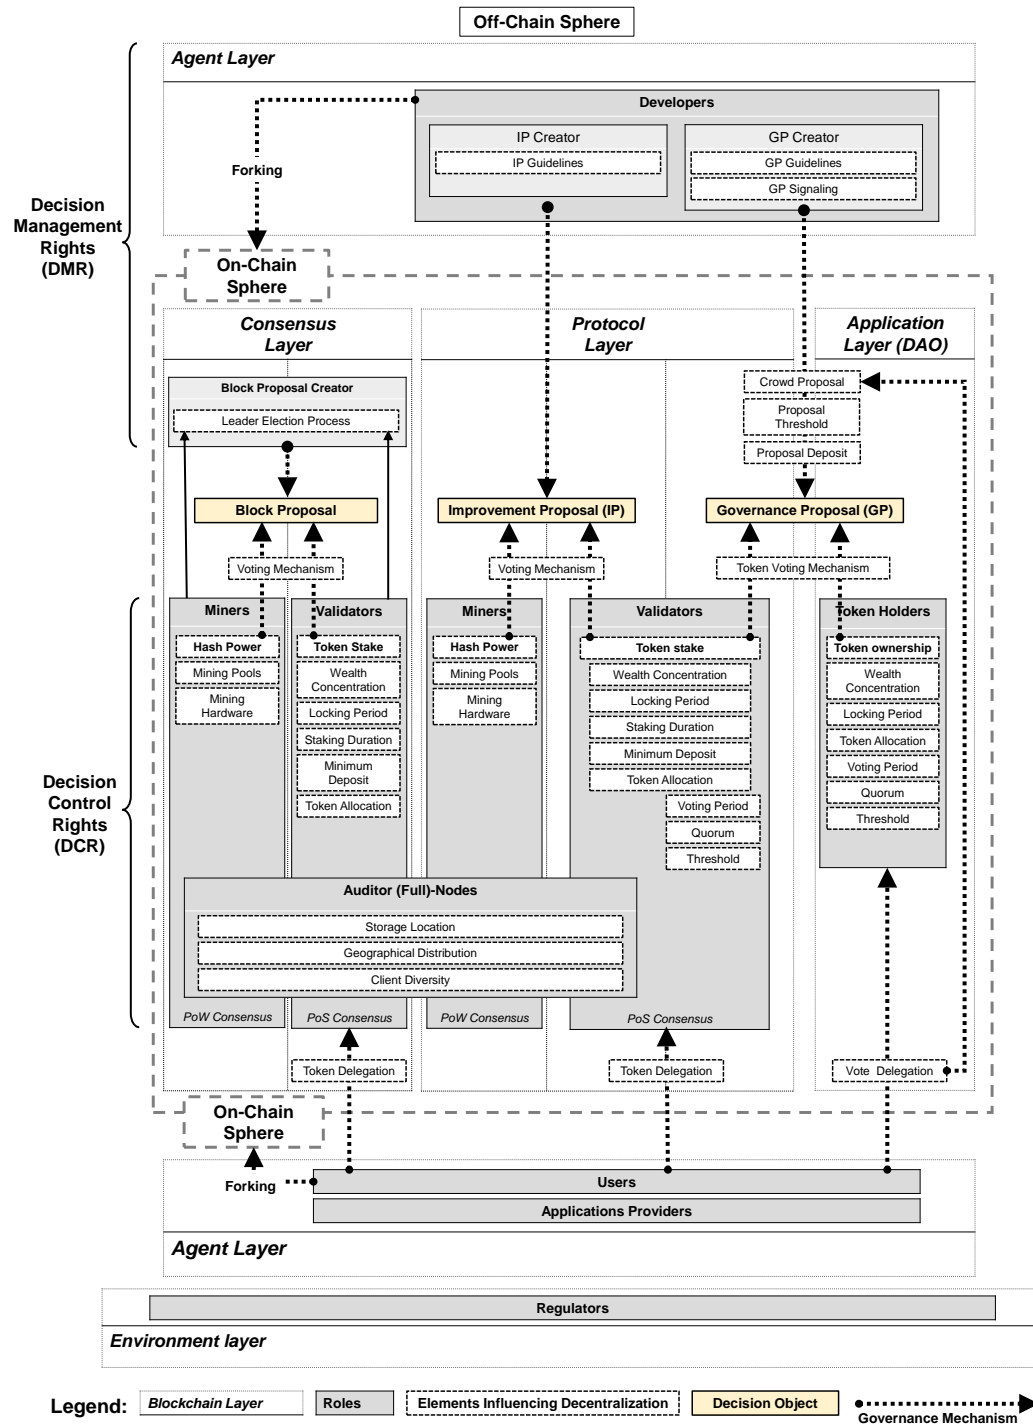 Off-Chain Sphere
Agent Layer
Developers
IP Creator
IP Guidelines
GP Creator
GP Guidelines
GP Signaling
Forking
Decision
Management
Rights
(DMR)
On-Chain
Sphere
Consensus
Layer
Protocol
Layer
Application
Layer (DAO)
Block Proposal Creator
Leader Election Process
Crowd Proposal
Proposal
Threshold
Proposal Deposit
Block Proposal
Improvement Proposal (IP)
Governance Proposal (GP)
Voting Mechanism
Voting Mechanism
Token Voting Mechanism
Decision
Control
Rights
(DCR)
Miners
Hash Power
Mining Pools
Mining
Hardware
Validators
Token Stake
Wealth
Concentration
Locking Period
Staking Duration
Minimum
Deposit
Token Allocation
Miners
Hash Power
Mining Pools
Mining
Hardware
Validators
Token stake
Wealth Concentration
Locking Period
Staking Duration
Minimum Deposit
Token Allocation
Voting Period
Quorum
Threshold
Token Holders
Token ownership
Wealth
Concentration
Locking Period
Token Allocation
Voting Period
Quorum
Threshold
Auditor (Full)-Nodes
Storage Location
Geographical Distribution
Client Diversity
PoW Consensus
PoS Consensus
PoW Consensus
PoS Consensus
Token Delegation
Token Delegation
Vote Delegation
On-Chain
Sphere
Forking
Users
Applications Providers
Agent Layer
Regulators
Environment layer
Legend:
Blockchain Layer
Roles
Elements Influencing Decentralization
Decision Object
Governance Mechanism